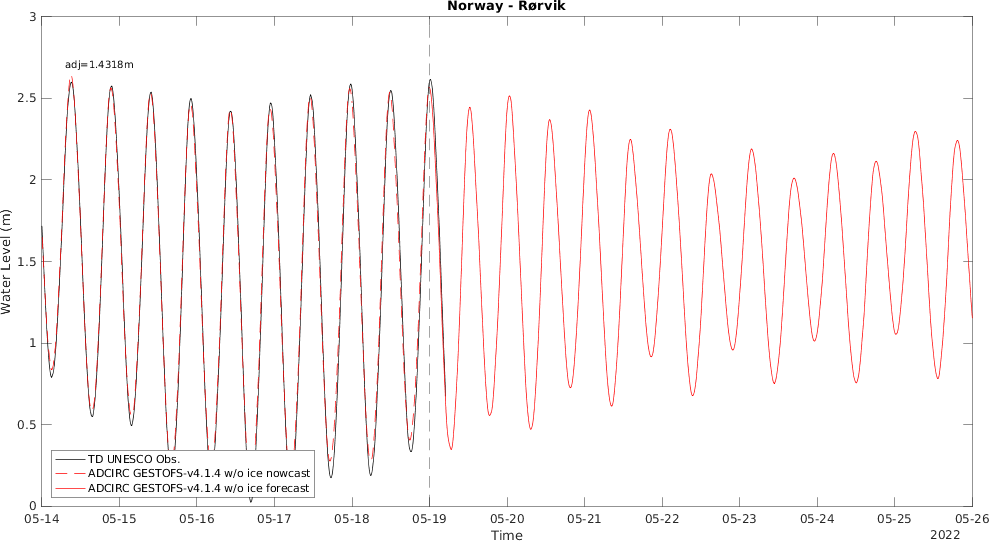 Norway - Rørvik
adj=1.4318m
Water Level (m)
3
2.5
2
1.5
1
0.5
0
TD UNESCO Obs.
ADCIRC GESTOFS-v4.1.4 w/o ice nowcast
ADCIRC GESTOFS-v4.1.4 w/o ice forecast
05-14 05-15 05-16 05-17 05-18 05-19 05-20 05-21 05-22 05-23 05-24 05-25 05-26
Time
2022